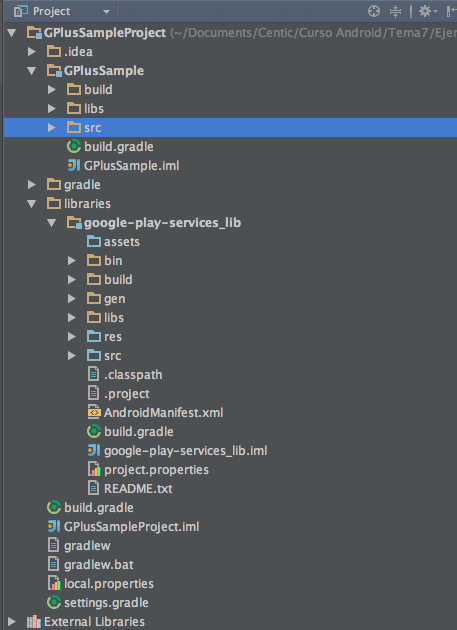 Project
GPlusSampleProject (~/Documents/Centic/Curso Android/Tema7/Ejer
.idea
GPlusSample
build
libs
src
build.gradle
GPlusSample.iml
gradle
libraries
google-play-services_lib
assets
bin
build
gen
libs
res
src
.classpath
.project
AndroidManifest.xml
build.gradle
google-play-services_lib.iml
project.properties
README.txt
build.gradle
GPlusSampleProject.iml
gradlew
gradlew.bat
local.properties
settings.gradle
External Libraries